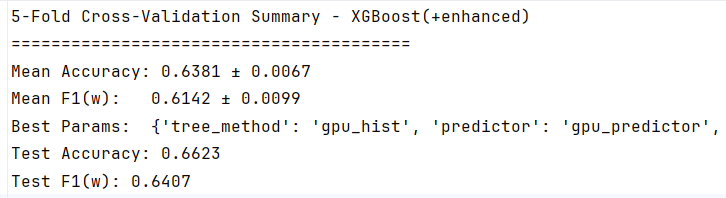 5-Fold Cross-Validation Summary - XGBoost(+enhanced)
========================================
Mean Accuracy: 0.6381 ± 0.0067
Mean F1(w):   0.6142 ± 0.0099
Best Params:  {'tree_method': 'gpu_hist', 'predictor': 'gpu_predictor',
Test Accuracy: 0.6623
Test F1(w): 0.6407